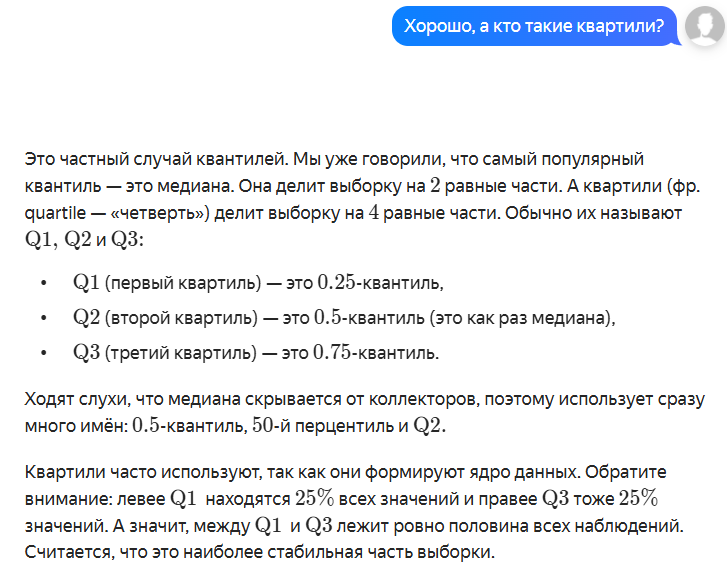 Хорошо, а кто такие квартили?
Это частный случай квантилей. Мы уже говорили, что самый популярный
квантиль — это медиана. Она делит выборку на 2 равные части. А квартили (фр.
quartile — «четверть») делит выборку на 4 равные части. Обычно их называют
Q1, Q2 и Q3:
• Q1 (первый квартиль) — это 0.25-квантиль,
• Q2 (второй квартиль) — это 0.5-квантиль (это как раз медиана),
• Q3 (третий квартиль) — это 0.75-квантиль.
Ходят слухи, что медиана скрывается от коллекторов, поэтому использует сразу
много имён: 0.5-квантиль, 50-й перцентиль и Q2.
Квартили часто используют, так как они формируют ядро данных. Обратите
внимание: левее Q1 находятся 25% всех значений и правее Q3 тоже 25%
значений. А значит, между Q1 и Q3 лежит ровно половина всех наблюдений.
Считается, что это наиболее стабильная часть выборки.